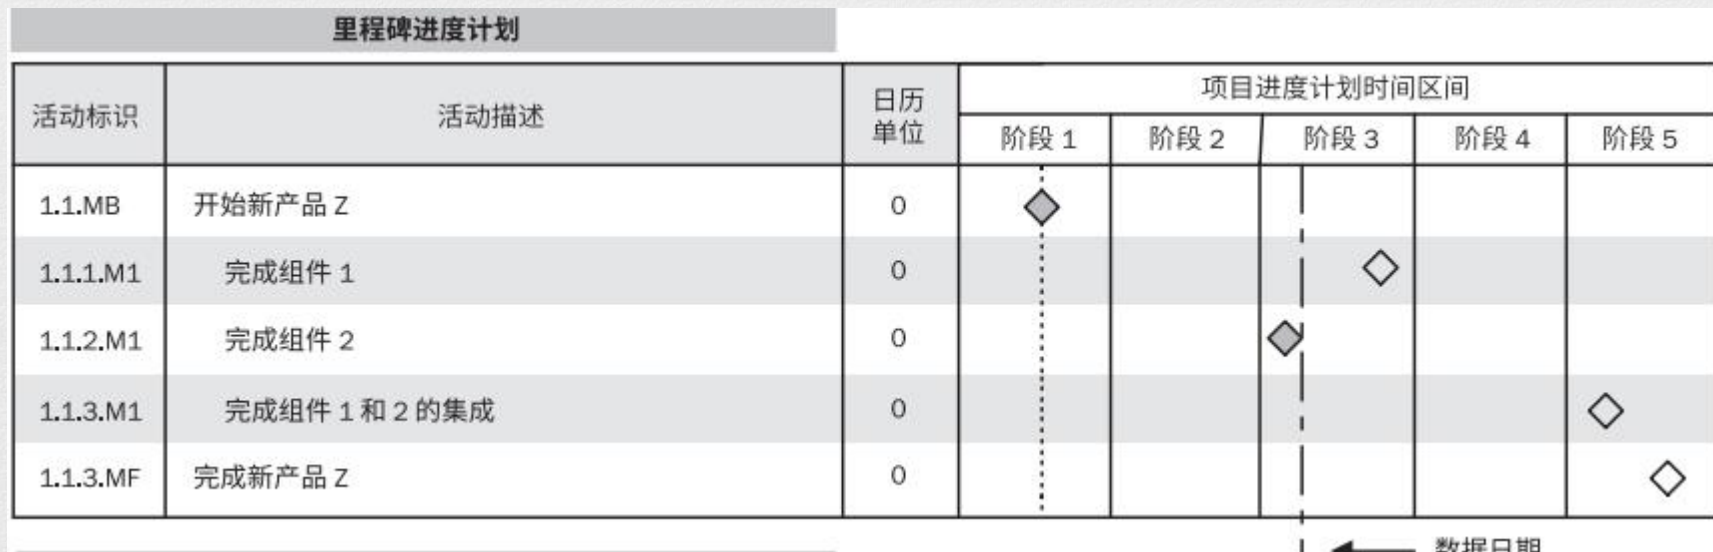 里程碑进度计划
活动标识 活动描述 日历单位 项目进度计划时间区间
阶段 1 阶段 2 阶段 3 阶段 4 阶段 5
1.1.MB 开始新产品 Z 0
1.1.1.M1 完成组件 1 0
1.1.2.M1 完成组件 2 0
1.1.3.M1 完成组件 1 和 2 的集成 0
1.1.3.MF 完成新产品 Z 0
数据日期